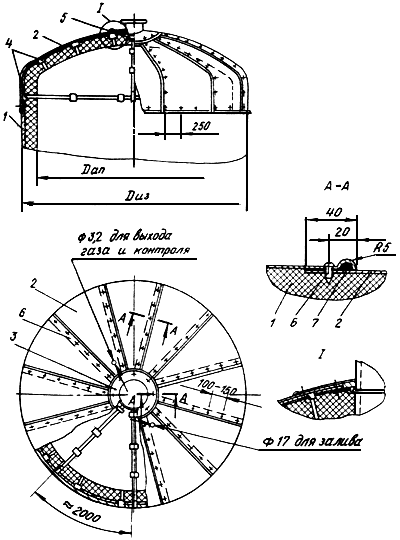 I
5
2
4
1
250
Dап
Dиз
А-А
40
20
R5
1
6
7
2
I
ф 3,2 для выхода
газа и контроля
2
6
3
А
А
100-150
А
А
ф 17 для залива
≈ 2000